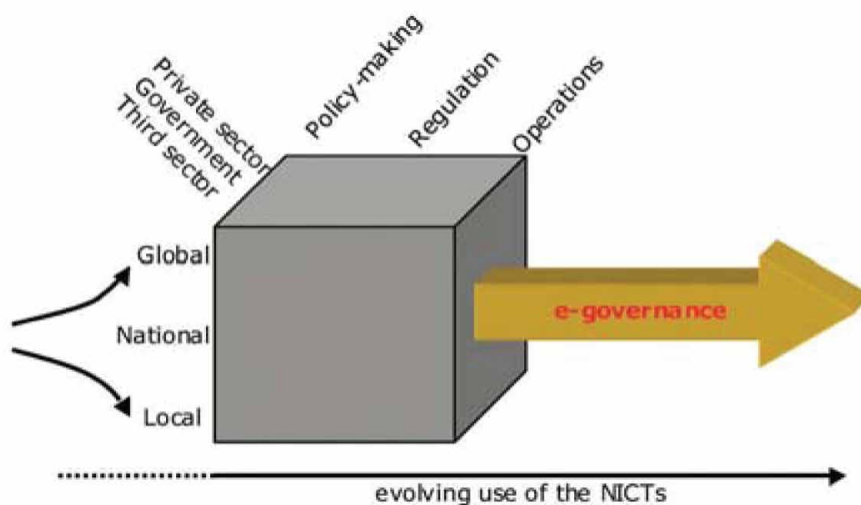 Private sector
Government
Third sector
Policy-making
Regulation
Operations
Global
National
Local
e-governance
evolving use of the NICTs